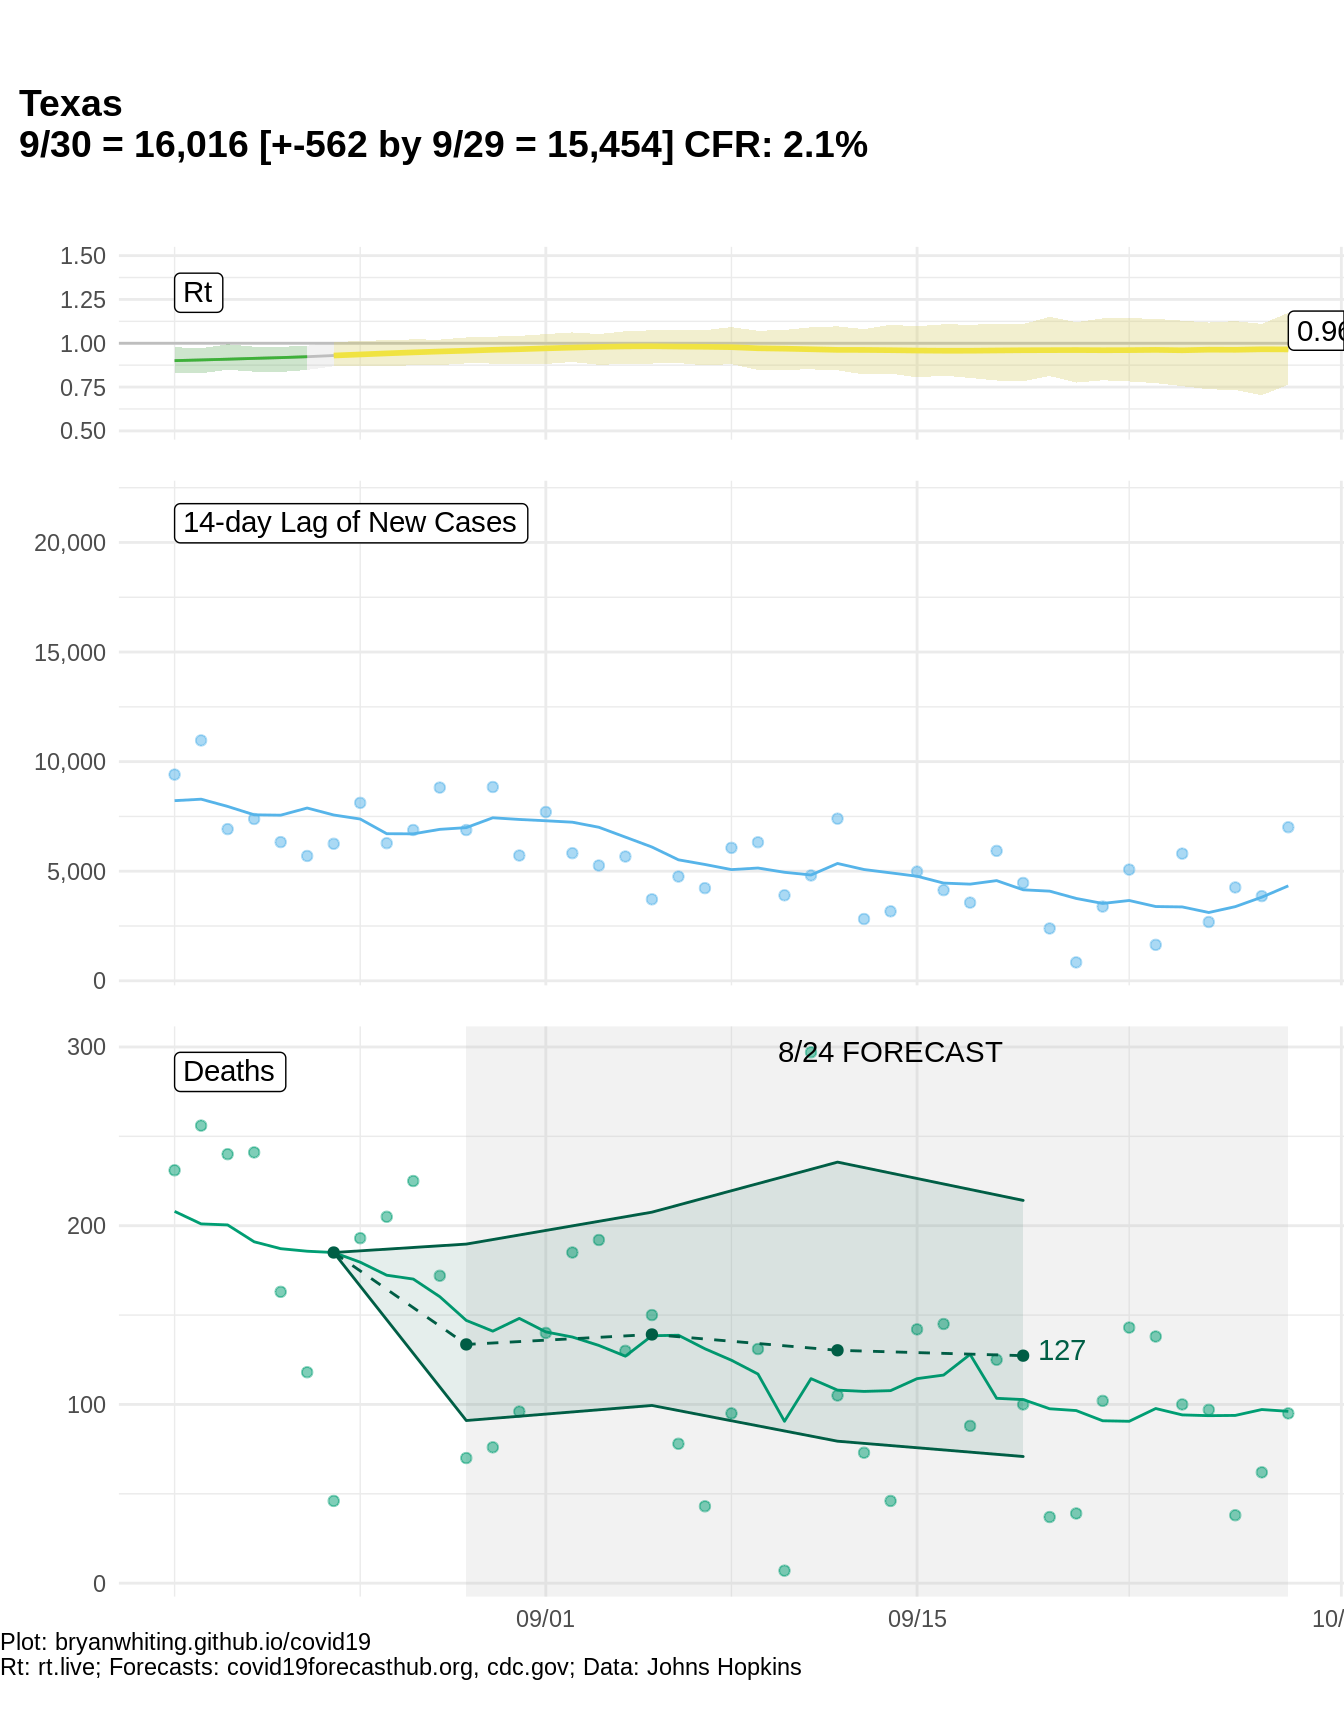 Texas
9/30 = 16,016 [+-562 by 9/29 = 15,454] CFR: 2.1%
1.50
Rt
1.25
1.00
0.96
0.75
0.50
14-day Lag of New Cases
20,000
15,000
10,000
5,000
0
300
8/24 FORECAST
Deaths
200
127
100
0
09/01
09/15
10/
Plot: bryanwhiting.github.io/covid19
Rt: rt.live; Forecasts: covid19forecasthub.org, cdc.gov; Data: Johns Hopkins